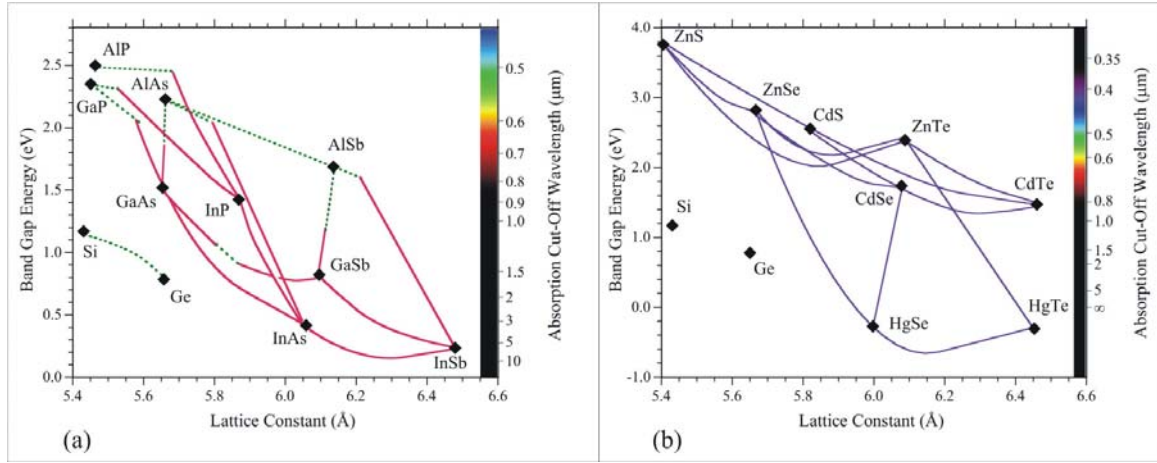 2.5
2.0
1.5
1.0
0.5
0.0
Band Gap Energy (eV)
AlP
GaP
AlAs
AlSb
GaAs
InP
Si
Ge
GaSb
InAs
InSb
5.4 5.6 5.8 6.0 6.2 6.4 6.6
Lattice Constant (Å)
(a)
0.5
0.6
0.7
0.8
0.9
1.0
1.5
2
3
5
10
Absorption Cut-Off Wavelength (μm)
4.0
3.0
2.0
1.0
0.0
-1.0
Band Gap Energy (eV)
ZnS
ZnSe
CdS
ZnTe
CdSe
CdTe
Si
Ge
HgSe
HgTe
5.4 5.6 5.8 6.0 6.2 6.4 6.6
Lattice Constant (Å)
(b)
0.35
0.4
0.5
0.6
0.8
1.0
1.5
2
5
∞
Absorption Cut-Off Wavelength (μm)